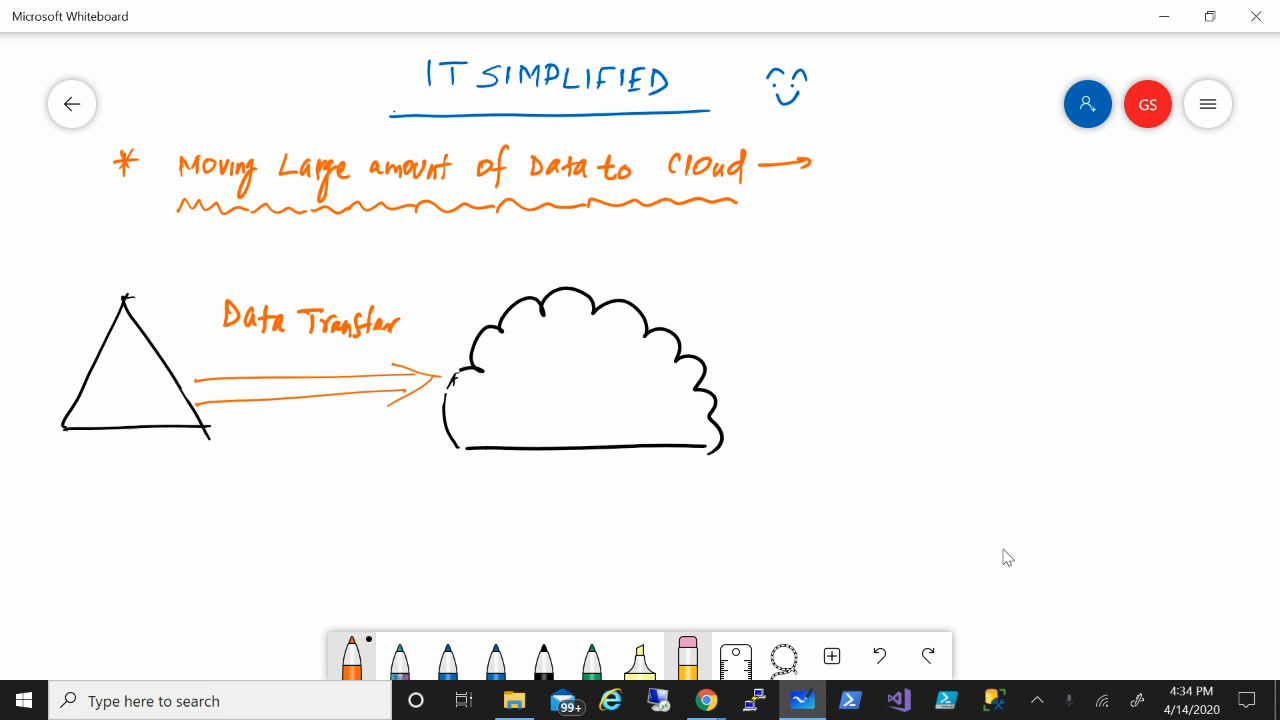 Microsoft Whiteboard
IT SIMPLIFIED
GS
* Moving Large amount of Data to Cloud →
Data Transfar
Type here to search
99+
4:34 PM
4/14/2020